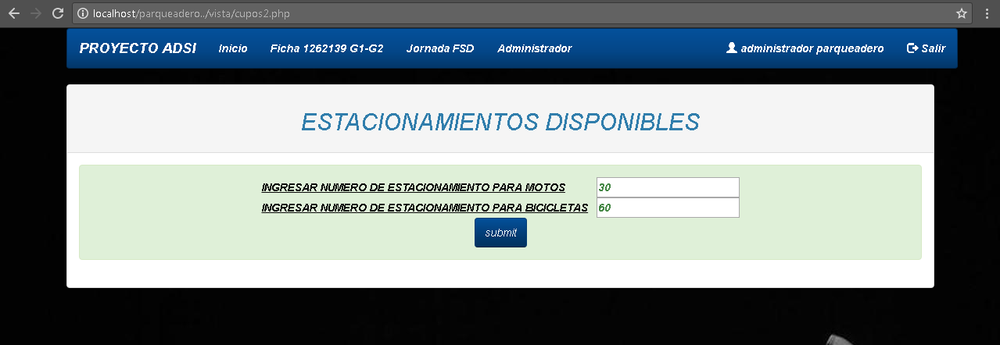 localhost/parqueadero../vista/cupos2.php
PROYECTO ADSI Inicio Ficha 1262139 G1-G2 Jornada FSD Administrador administrador parqueadero Salir
ESTACIONAMIENTOS DISPONIBLES
INGRESAR NUMERO DE ESTACIONAMIENTO PARA MOTOS 30
INGRESAR NUMERO DE ESTACIONAMIENTO PARA BICICLETAS 60
submit